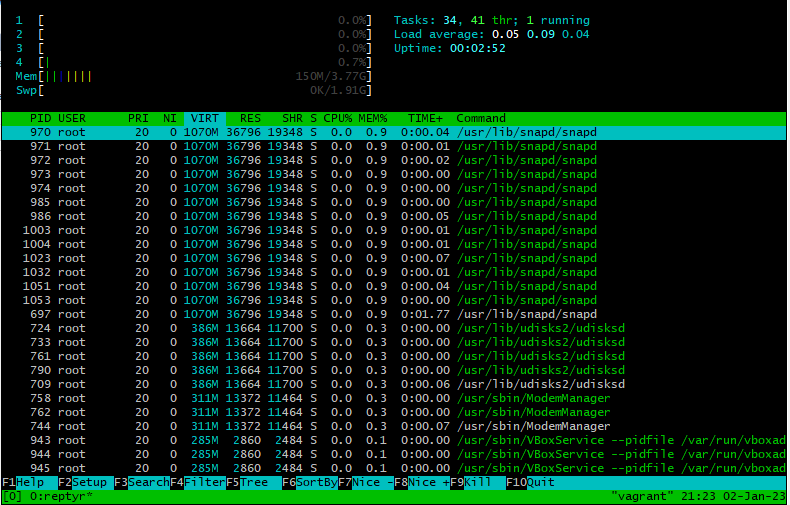 1 [ 0.0%] Tasks: 34, 41 thr; 1 running
2 [ 0.0%] Load average: 0.05 0.09 0.04
3 [ 0.0%] Uptime: 00:02:52
4 [| 0.7%]
Mem[||||||| 150M/3.77G]
Swp[ 0K/1.91G]
PID USER PRI NI VIRT RES SHR S CPU% MEM% TIME+ Command
970 root 20 0 1070M 36796 19348 S 0.0 0.9 0:00.04 /usr/lib/snapd/snapd
971 root 20 0 1070M 36796 19348 S 0.0 0.9 0:00.01 /usr/lib/snapd/snapd
972 root 20 0 1070M 36796 19348 S 0.0 0.9 0:00.02 /usr/lib/snapd/snapd
973 root 20 0 1070M 36796 19348 S 0.0 0.9 0:00.00 /usr/lib/snapd/snapd
974 root 20 0 1070M 36796 19348 S 0.0 0.9 0:00.00 /usr/lib/snapd/snapd
985 root 20 0 1070M 36796 19348 S 0.0 0.9 0:00.00 /usr/lib/snapd/snapd
986 root 20 0 1070M 36796 19348 S 0.0 0.9 0:00.05 /usr/lib/snapd/snapd
1003 root 20 0 1070M 36796 19348 S 0.0 0.9 0:00.01 /usr/lib/snapd/snapd
1004 root 20 0 1070M 36796 19348 S 0.0 0.9 0:00.01 /usr/lib/snapd/snapd
1023 root 20 0 1070M 36796 19348 S 0.0 0.9 0:00.07 /usr/lib/snapd/snapd
1032 root 20 0 1070M 36796 19348 S 0.0 0.9 0:00.01 /usr/lib/snapd/snapd
1051 root 20 0 1070M 36796 19348 S 0.0 0.9 0:00.04 /usr/lib/snapd/snapd
1053 root 20 0 1070M 36796 19348 S 0.0 0.9 0:00.00 /usr/lib/snapd/snapd
697 root 20 0 1070M 36796 19348 S 0.0 0.9 0:01.77 /usr/lib/snapd/snapd
724 root 20 0 386M 13664 11700 S 0.0 0.3 0:00.00 /usr/lib/udisks2/udisksd
733 root 20 0 386M 13664 11700 S 0.0 0.3 0:00.00 /usr/lib/udisks2/udisksd
761 root 20 0 386M 13664 11700 S 0.0 0.3 0:00.00 /usr/lib/udisks2/udisksd
790 root 20 0 386M 13664 11700 S 0.0 0.3 0:00.00 /usr/lib/udisks2/udisksd
709 root 20 0 386M 13664 11700 S 0.0 0.3 0:00.06 /usr/lib/udisks2/udisksd
758 root 20 0 311M 13372 11464 S 0.0 0.3 0:00.00 /usr/sbin/ModemManager
762 root 20 0 311M 13372 11464 S 0.0 0.3 0:00.00 /usr/sbin/ModemManager
744 root 20 0 311M 13372 11464 S 0.0 0.3 0:00.07 /usr/sbin/ModemManager
943 root 20 0 285M 2860 2484 S 0.0 0.1 0:00.00 /usr/sbin/VBoxService --pidfile /var/run/vboxad
944 root 20 0 285M 2860 2484 S 0.0 0.1 0:00.00 /usr/sbin/VBoxService --pidfile /var/run/vboxad
945 root 20 0 285M 2860 2484 S 0.0 0.1 0:00.00 /usr/sbin/VBoxService --pidfile /var/run/vboxad
F1Help F2Setup F3SearchF4FilterF5Tree F6SortByF7Nice -F8Nice +F9Kill F10Quit
[0] 0:reptyr* "vagrant" 21:23 02-Jan-23